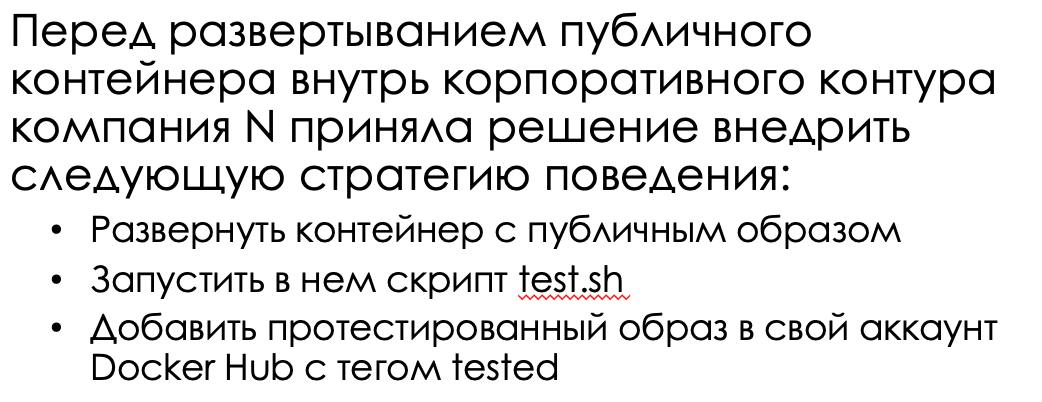 Перед развертыванием публичного
контейнера внутрь корпоративного контура
компания N приняла решение внедрить
следующую стратегию поведения:
• Развернуть контейнер с публичным образом
• Запустить в нем скрипт test.sh
• Добавить протестированный образ в свой аккаунт
Docker Hub с тегом tested